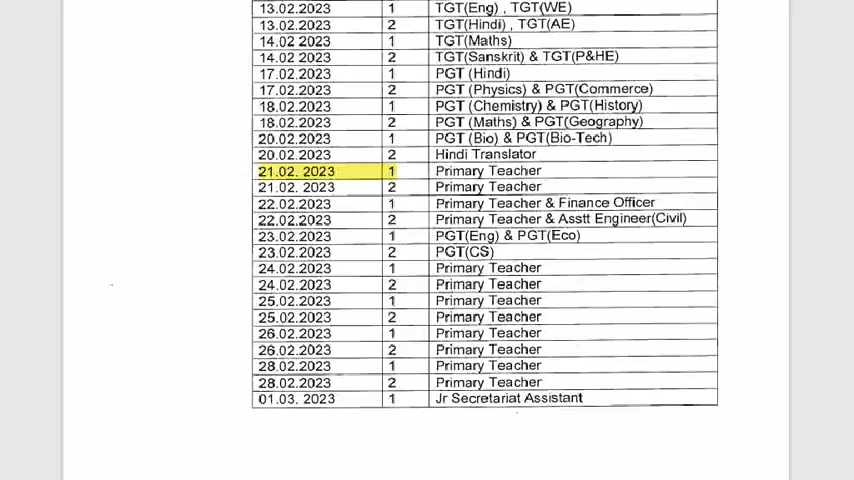 13.02.2023 1 TGT(Eng) , TGT(WE)
13.02.2023 2 TGT(Hindi) , TGT(AE)
14.02 2023 1 TGT(Maths)
14.02 2023 2 TGT(Sanskrit) & TGT(P&HE)
17.02.2023 1 PGT (Hindi)
17.02.2023 2 PGT (Physics) & PGT(Commerce)
18.02.2023 1 PGT (Chemistry) & PGT(History)
18.02.2023 2 PGT (Maths) & PGT(Geography)
20.02.2023 1 PGT (Bio) & PGT(Bio-Tech)
20.02.2023 2 Hindi Translator
21.02. 2023 1 Primary Teacher
21.02. 2023 2 Primary Teacher
22.02.2023 1 Primary Teacher & Finance Officer
22.02.2023 2 Primary Teacher & Asstt Engineer(Civil)
23.02.2023 1 PGT(Eng) & PGT(Eco)
23.02.2023 2 PGT(CS)
24.02.2023 1 Primary Teacher
24.02.2023 2 Primary Teacher
25.02.2023 1 Primary Teacher
25.02.2023 2 Primary Teacher
26.02.2023 1 Primary Teacher
26.02.2023 2 Primary Teacher
28.02.2023 1 Primary Teacher
28.02.2023 2 Primary Teacher
01.03. 2023 1 Jr Secretariat Assistant